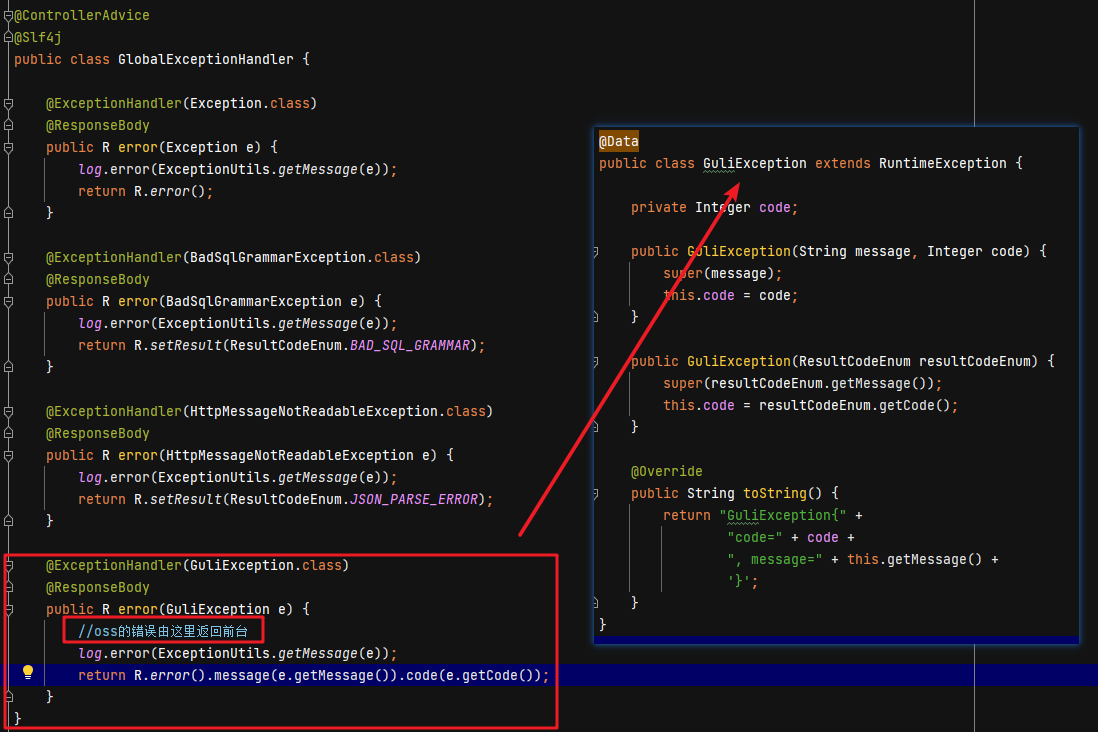 @ControllerAdvice
@Slf4j
public class GlobalExceptionHandler {
@ExceptionHandler(Exception.class)
@ResponseBody
public R error(Exception e) {
log.error(ExceptionUtils.getMessage(e));
return R.error();
}
@ExceptionHandler(BadSqlGrammarException.class)
@ResponseBody
public R error(BadSqlGrammarException e) {
log.error(ExceptionUtils.getMessage(e));
return R.setResult(ResultCodeEnum.BAD_SQL_GRAMMAR);
}
@ExceptionHandler(HttpMessageNotReadableException.class)
@ResponseBody
public R error(HttpMessageNotReadableException e) {
log.error(ExceptionUtils.getMessage(e));
return R.setResult(ResultCodeEnum.JSON_PARSE_ERROR);
}
@ExceptionHandler(GuliException.class)
@ResponseBody
public R error(GuliException e) {
//oss的错误由这里返回前台
log.error(ExceptionUtils.getMessage(e));
return R.error().message(e.getMessage()).code(e.getCode());
}
}
@Data
public class GuliException extends RuntimeException {
private Integer code;
public GuliException(String message, Integer code) {
super(message);
this.code = code;
}
public GuliException(ResultCodeEnum resultCodeEnum) {
super(resultCodeEnum.getMessage());
this.code = resultCodeEnum.getCode();
}
@Override
public String toString() {
return "GuliException{" +
"code=" + code +
", message=" + this.getMessage() +
'}';
}
}